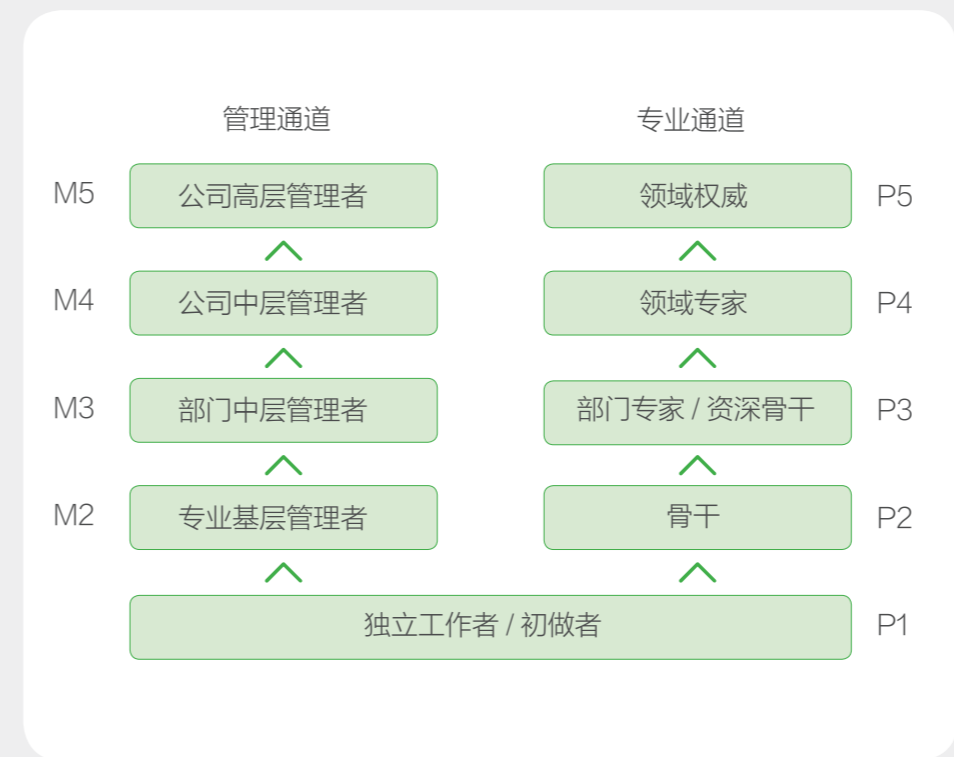 管理通道 专业通道
M5 公司高层管理者 领域权威 P5
M4 公司中层管理者 领域专家 P4
M3 部门中层管理者 部门专家 / 资深骨干 P3
M2 专业基层管理者 骨干 P2
独立工作者 / 初做者 P1